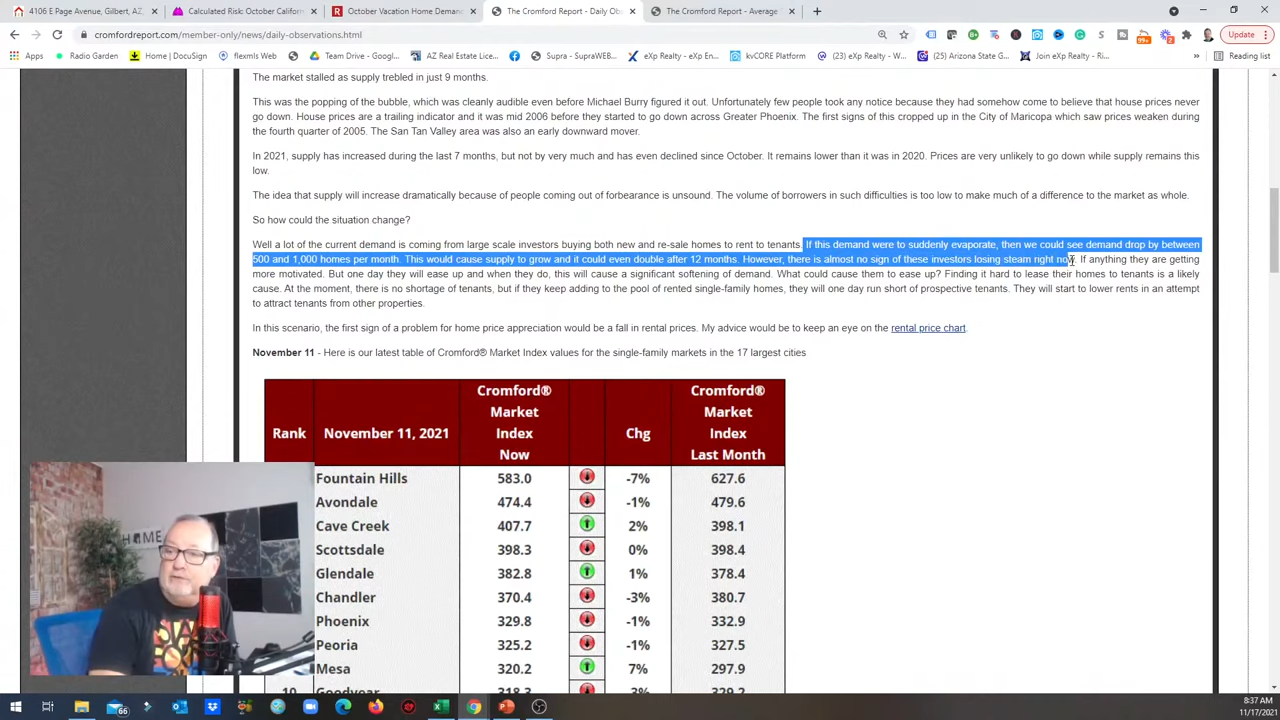 4106 E Page Avenue, Gilbert, AZ,
Calculated Risk: October Californ
October Vacation Home Demand
The Cromford Report - Daily Obs
The Cromford Report - Average
cromfordreport.com/member-only/news/daily-observations.html
Update
Apps
Radio Garden
Home | DocuSign
flexmls Web
Team Drive - Googl...
AZ Real Estate Lice...
Supra - SupraWEB...
eXp Realty - eXp En...
kvCORE Platform
(23) eXp Realty - W...
(25) Arizona State G...
Join eXp Realty - Ri...
Reading list
The market stalled as supply trebled in just 9 months.
This was the popping of the bubble, which was cleanly audible even before Michael Burry figured it out. Unfortunately few people took any notice because they had somehow come to believe that house prices never
go down. House prices are a trailing indicator and it was mid 2006 before they started to go down across Greater Phoenix. The first signs of this cropped up in the City of Maricopa which saw prices weaken during
the fourth quarter of 2005. The San Tan Valley area was also an early downward mover.
In 2021, supply has increased during the last 7 months, but not by very much and has even declined since October. It remains lower than it was in 2020. Prices are very unlikely to go down while supply remains this
low.
The idea that supply will increase dramatically because of people coming out of forbearance is unsound. The volume of borrowers in such difficulties is too low to make much of a difference to the market as whole.
So how could the situation change?
Well a lot of the current demand is coming from large scale investors buying both new and re-sale homes to rent to tenants. If this demand were to suddenly evaporate, then we could see demand drop by between
500 and 1,000 homes per month. This would cause supply to grow and it could even double after 12 months. However, there is almost no sign of these investors losing steam right now. If anything they are getting
more motivated. But one day they will ease up and when they do, this will cause a significant softening of demand. What could cause them to ease up? Finding it hard to lease their homes to tenants is a likely
cause. At the moment, there is no shortage of tenants, but if they keep adding to the pool of rented single-family homes, they will one day run short of prospective tenants. They will start to lower rents in an attempt
to attract tenants from other properties.
In this scenario, the first sign of a problem for home price appreciation would be a fall in rental prices. My advice would be to keep an eye on the rental price chart.
November 11 - Here is our latest table of Cromford® Market Index values for the single-family markets in the 17 largest cities
Rank November 11, 2021 Cromford® Market Index Now Chg Cromford® Market Index Last Month
Fountain Hills 583.0 -7% 627.6
Avondale 474.4 -1% 479.6
Cave Creek 407.7 2% 398.1
Scottsdale 398.3 0% 398.4
Glendale 382.8 1% 378.4
Chandler 370.4 -3% 380.7
Phoenix 329.8 -1% 332.9
Peoria 325.2 -1% 327.5
Mesa 320.2 7% 297.9
10 Goodyear 318.3 -3% 329.2
HOME
8:37 AM
11/17/2021